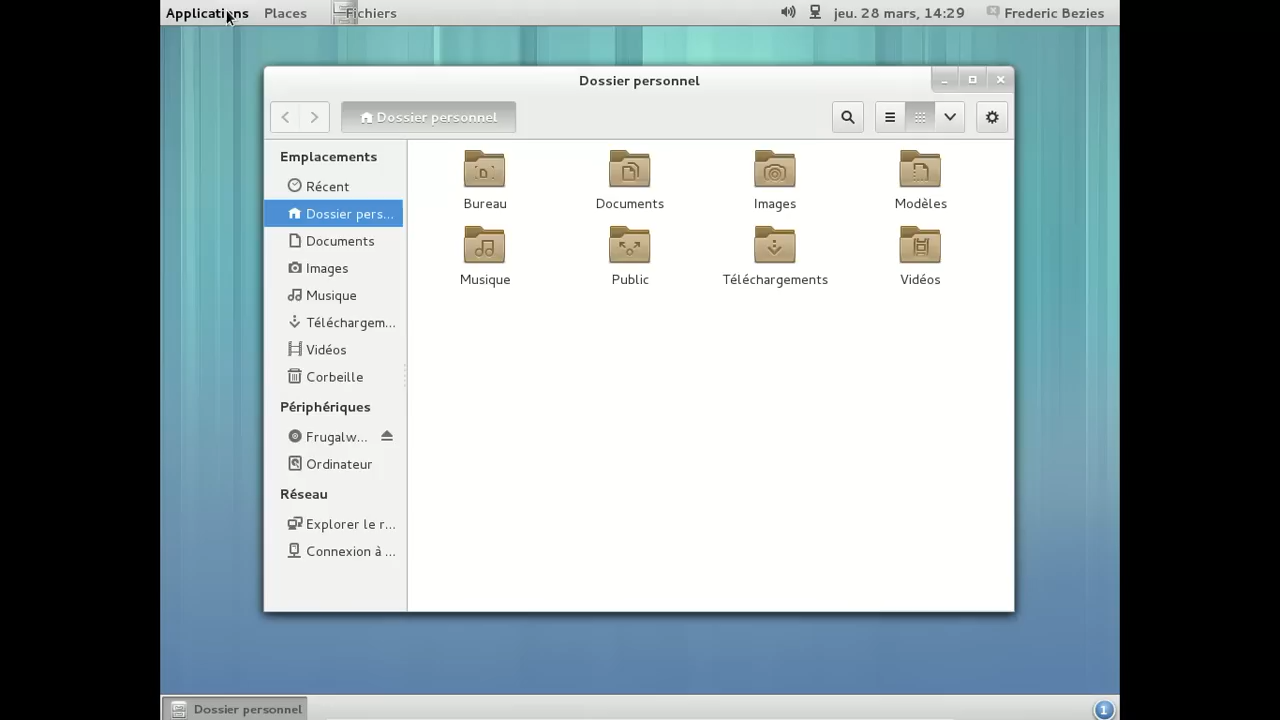 Applications Places Fichiers jeu. 28 mars, 14:29 Frederic Bezies
Dossier personnel
Dossier personnel
Emplacements
Récent
Dossier pers...
Documents
Images
Musique
Téléchargem...
Vidéos
Corbeille
Périphériques
Frugalw...
Ordinateur
Réseau
Explorer le r...
Connexion à ...
Bureau Documents Images Modèles
Musique Public Téléchargements Vidéos
Dossier personnel 1